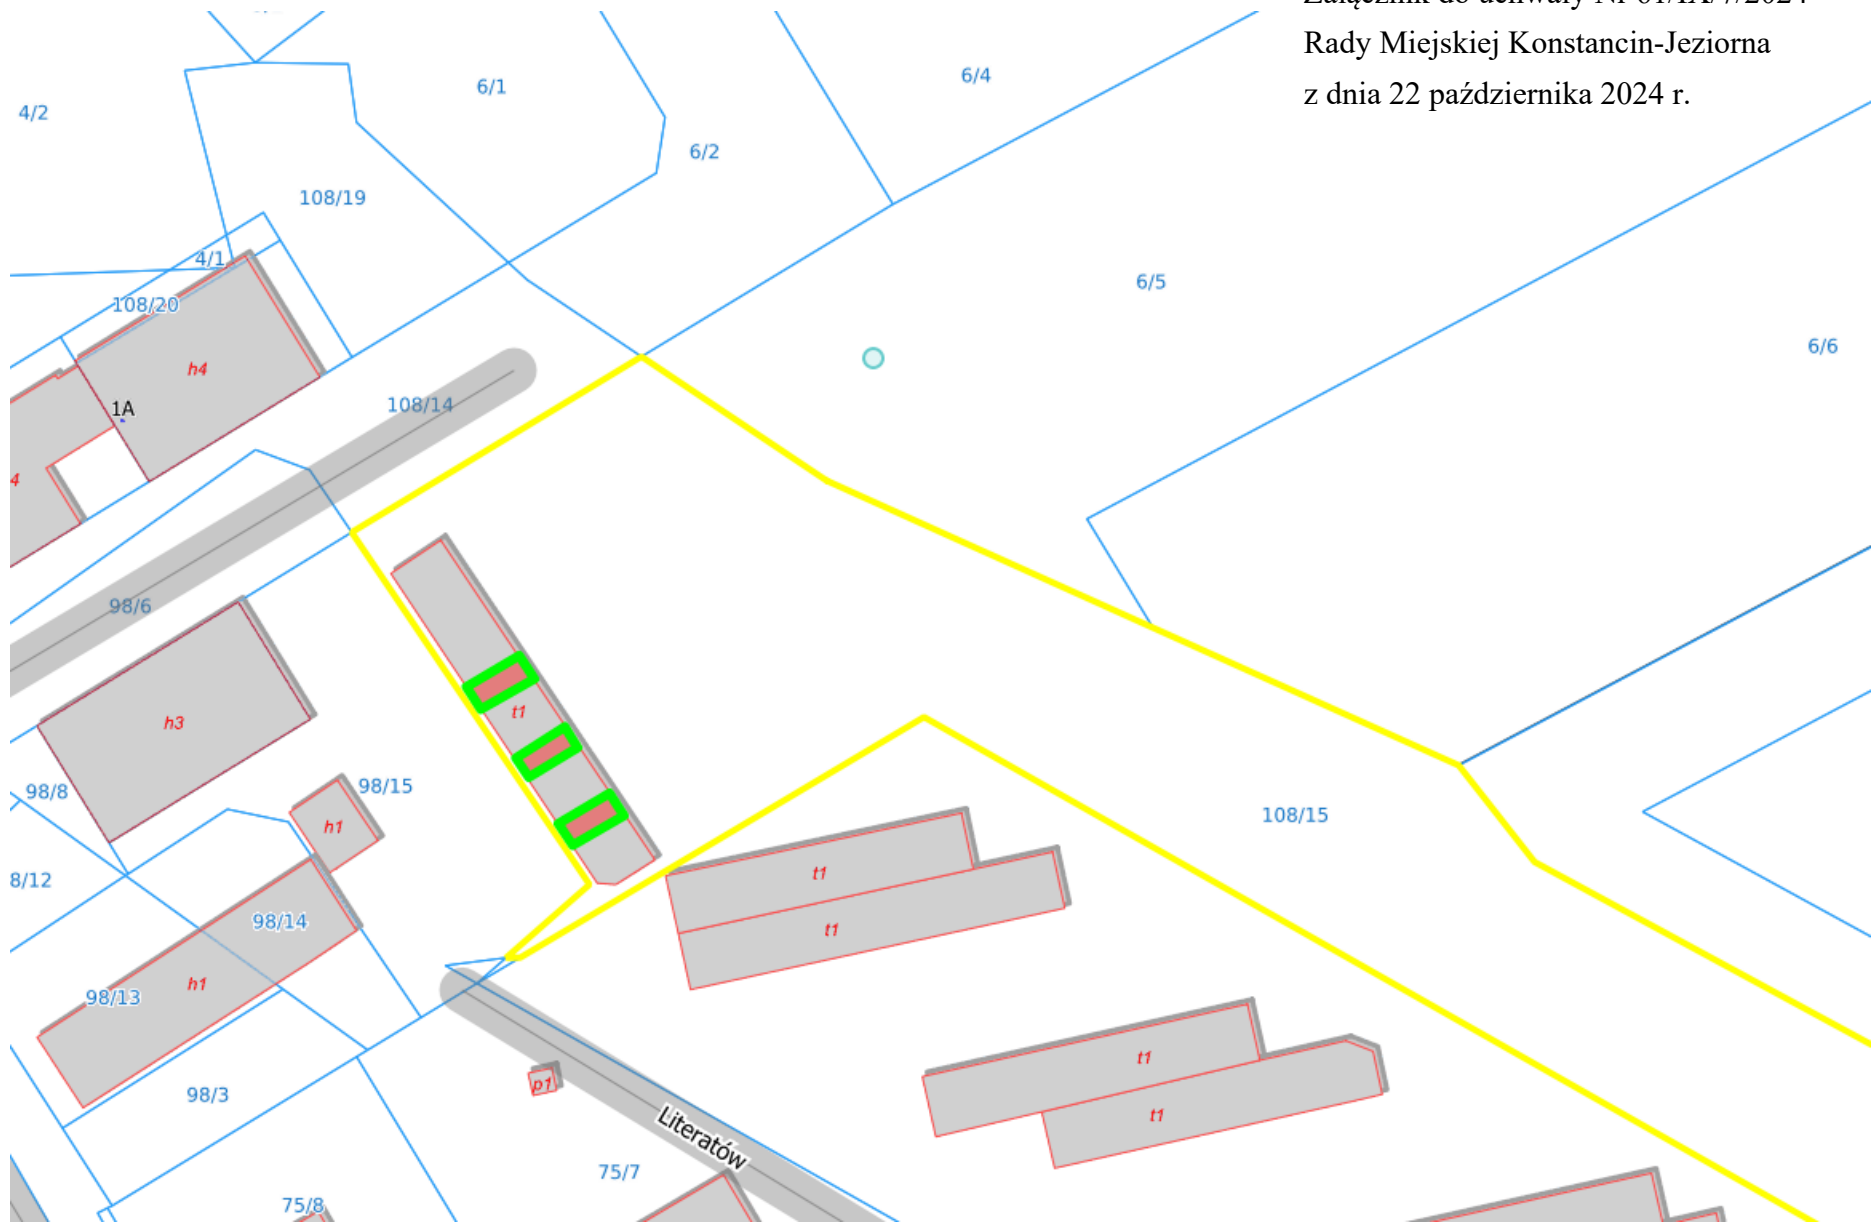 Rady Miejskiej Konstancin-Jeziorna
z dnia 22 października 2024 r.
6/4
6/1
4/2
6/2
108/19
4/1
6/5
108/20
6/6
h4
108/14
1A
4
98/6
t1
h3
98/15
98/8
108/15
h1
t1
8/12
98/14
t1
h1
98/13
t1
p1
98/3
t1
Literatów
75/7
75/8